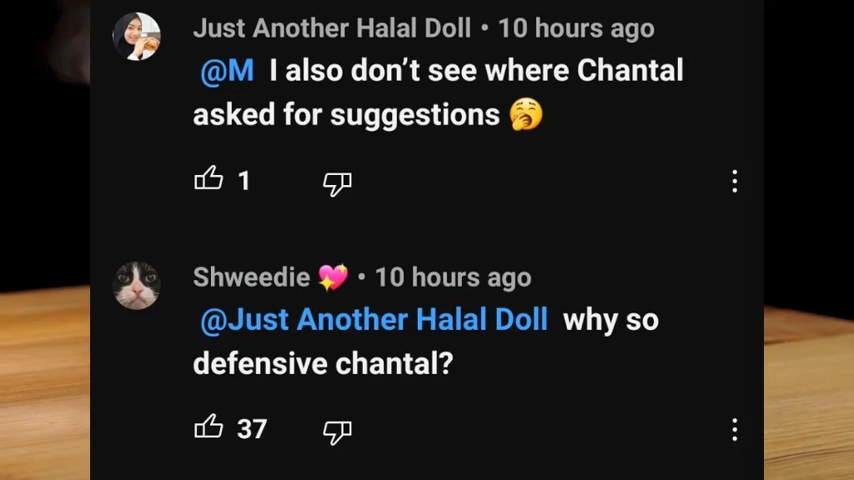 Just Another Halal Doll • 10 hours ago
@M I also don't see where Chantal
asked for suggestions 🥱
1
Shweedie 💖 • 10 hours ago
@Just Another Halal Doll why so
defensive chantal?
37